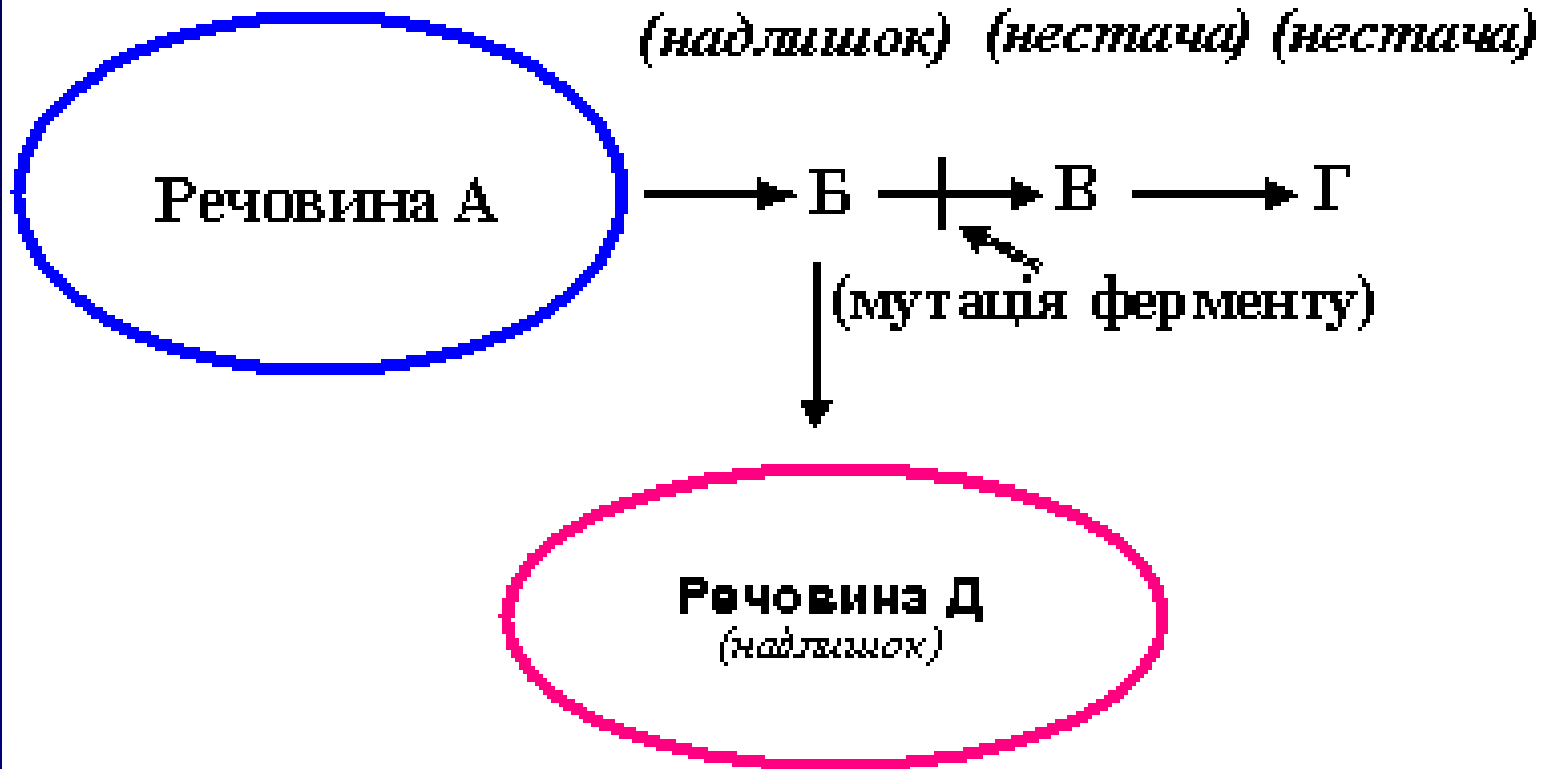 (надлишок) (нестача) (нестача)
Речовина А Б В Г
(мутація ферменту)
Речовина Д
(надлишок)